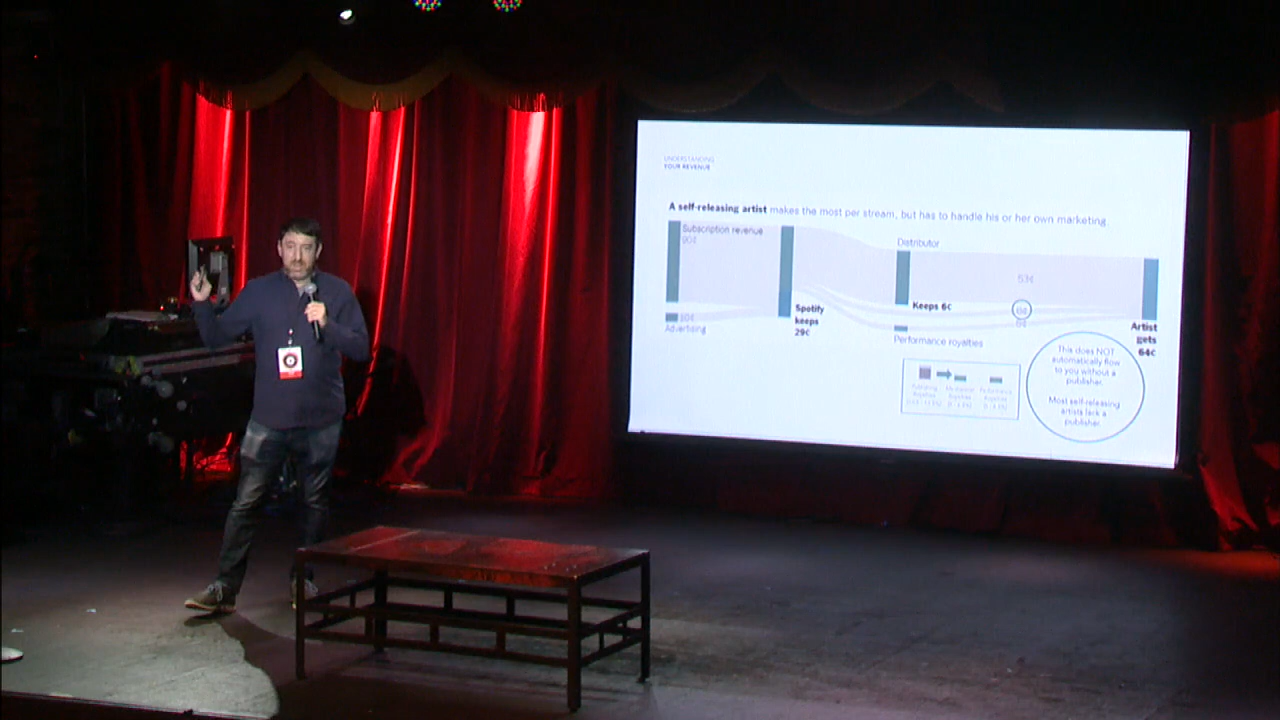 UNDERSTANDING
YOUR REVENUE
A self-releasing artist makes the most per stream, but has to handle his or her own marketing
Subscription revenue
90¢
Distributor
53¢
Keeps 6¢
Spotify
keeps
29¢
10¢
Advertising
Performance royalties
Artist
gets
64¢
This does NOT
automatically flow
to you without a
publisher.
Most self-releasing
artists lack a
publisher.